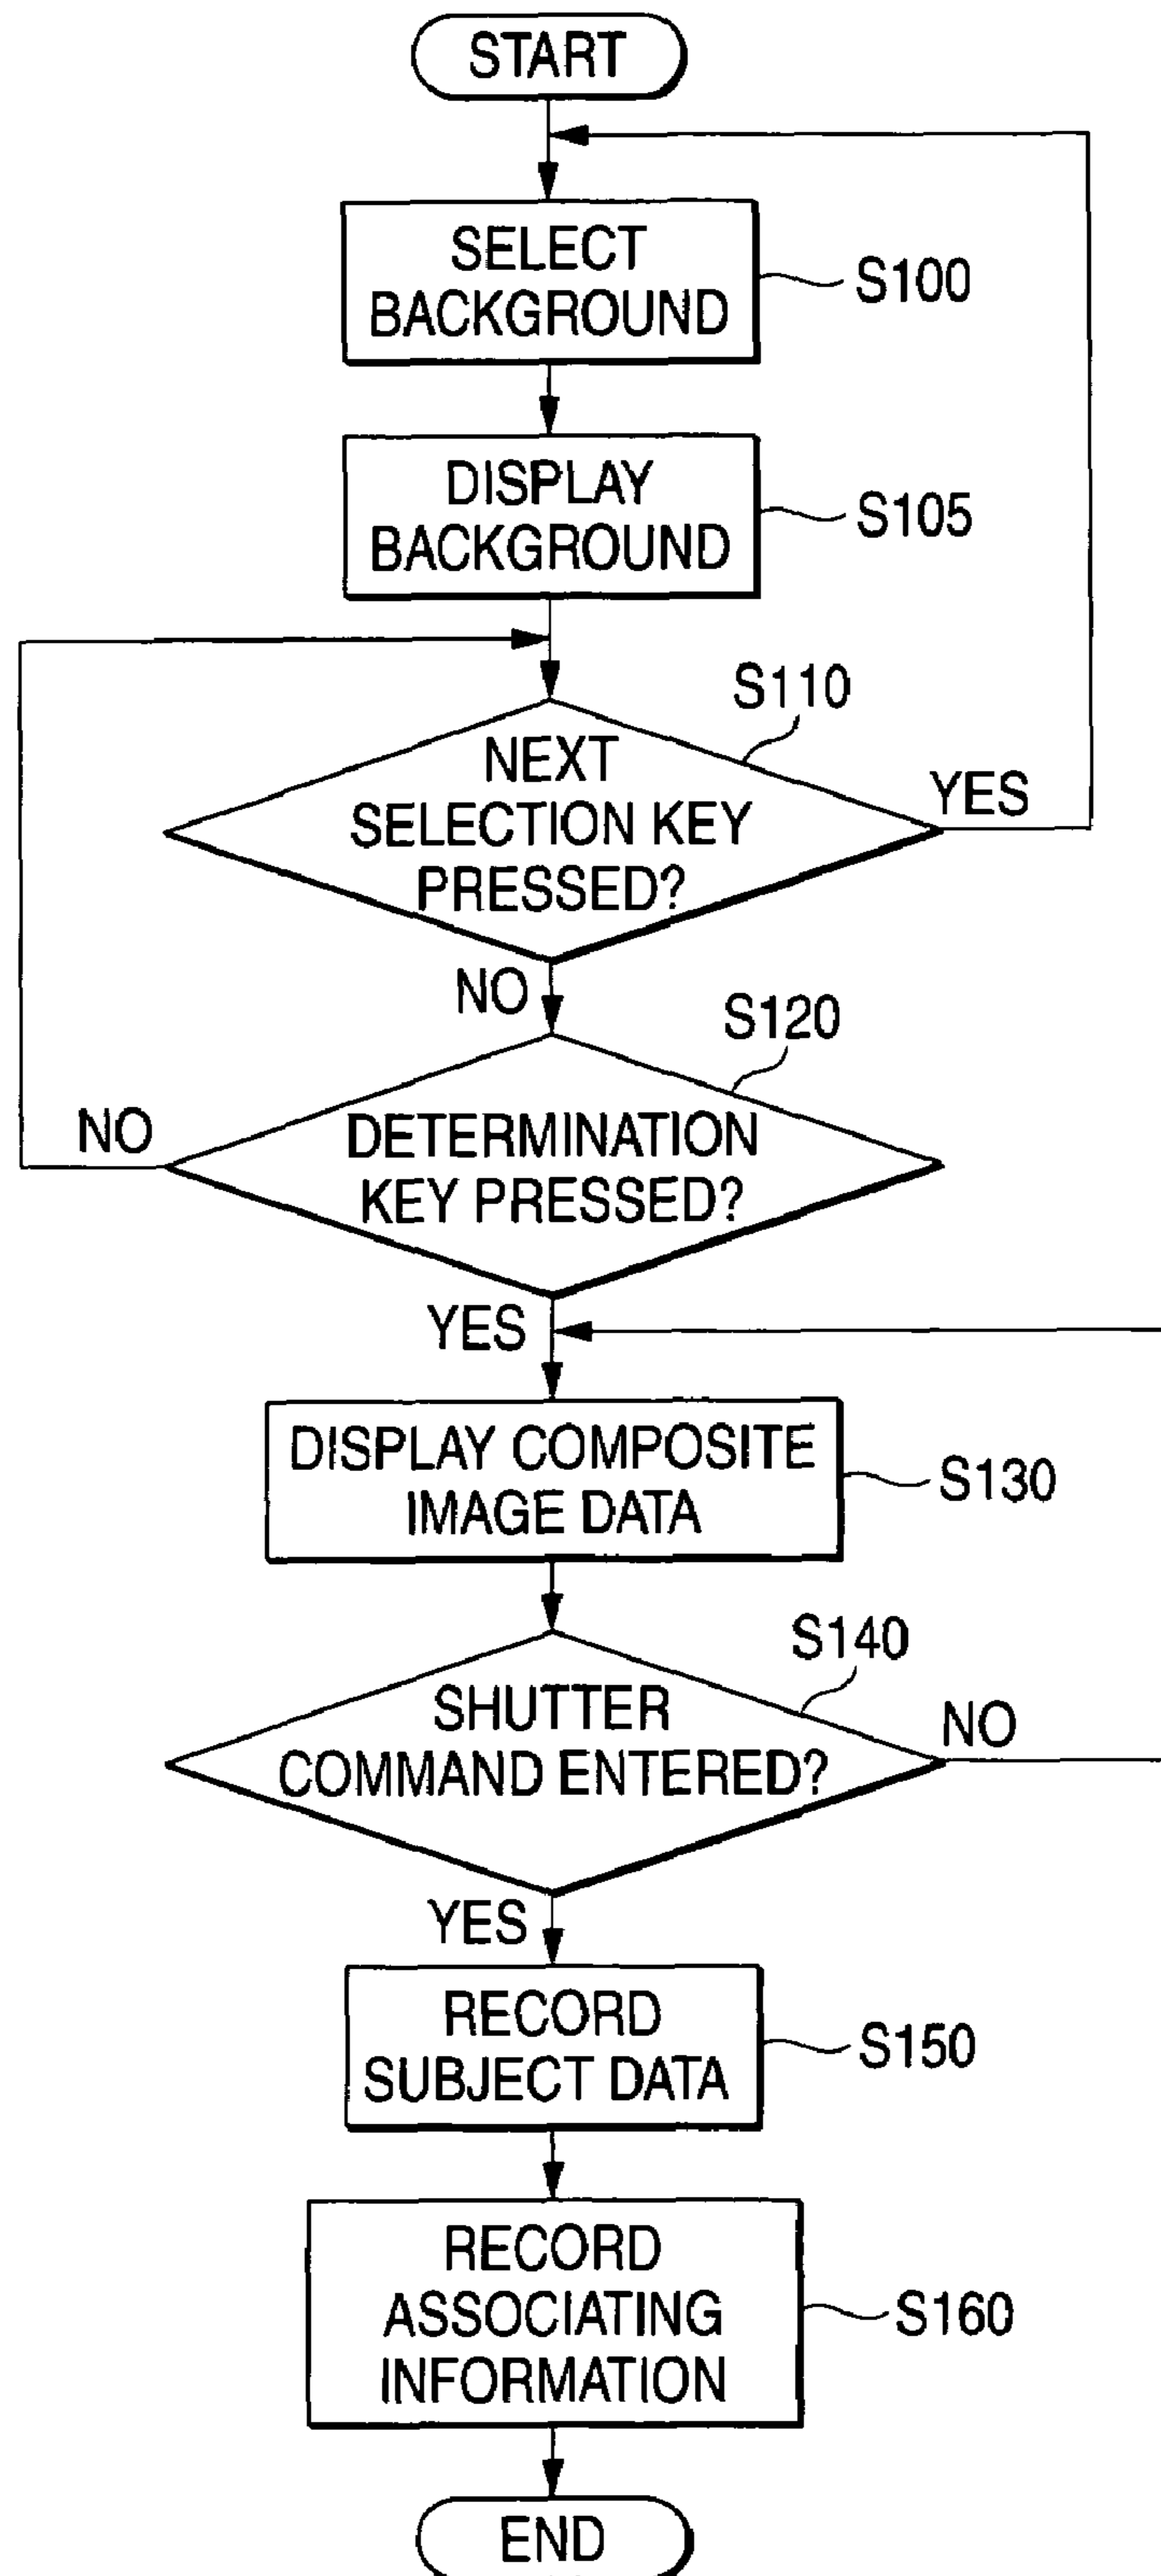 START
SELECT
BACKGROUND
S100
DISPLAY
BACKGROUND
S105
S110
NEXT
SELECTION KEY
PRESSED?
YES
NO
S120
DETERMINATION
KEY PRESSED?
NO
YES
DISPLAY COMPOSITE
IMAGE DATA
S130
S140
SHUTTER
COMMAND ENTERED?
NO
YES
RECORD
SUBJECT DATA
S150
RECORD
ASSOCIATING
INFORMATION
S160
END